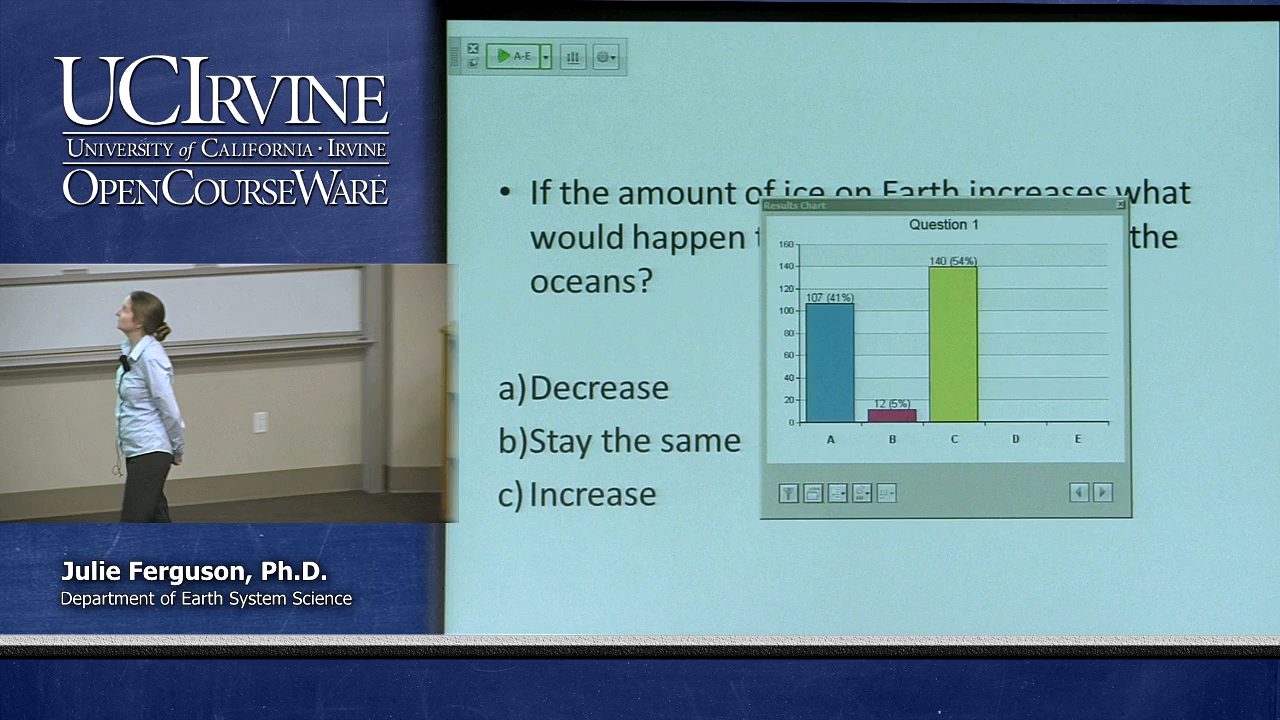 UCIRVINE
UNIVERSITY of CALIFORNIA · IRVINE
OPENCOURSEWARE
A-E
• If the amount of ice on Earth increases what
would happen the
oceans?
a) Decrease
b) Stay the same
c) Increase
Results Chart
Question 1
160
140
120
100
80
60
40
20
0
107 (41%)
12 (5%)
140 (54%)
A B C D E
Julie Ferguson, Ph.D.
Department of Earth System Science